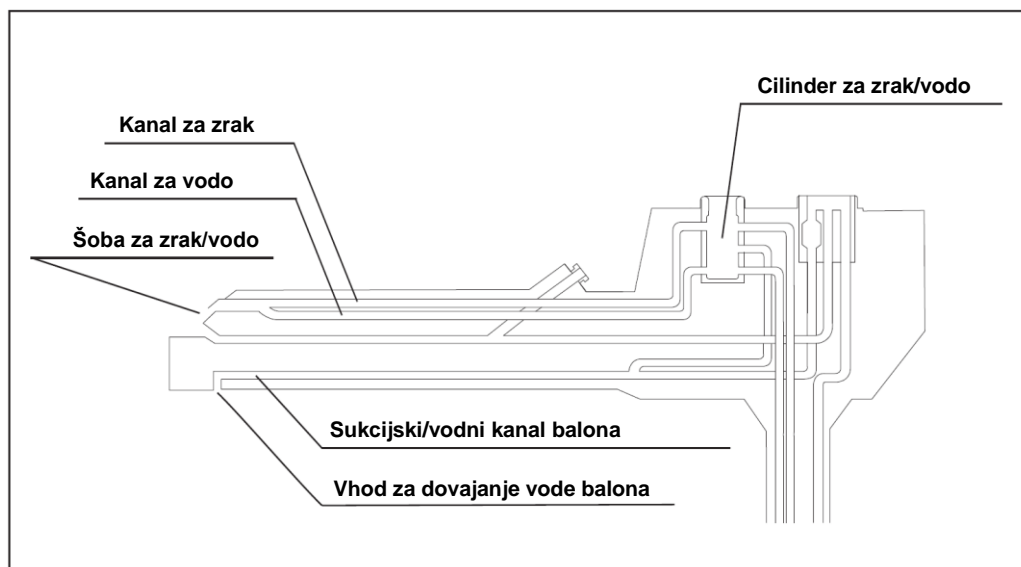 Cilinder za zrak/vodo
Kanal za zrak
Kanal za vodo
Šoba za zrak/vodo
Sukcijski/vodni kanal balona
Vhod za dovajanje vode balona